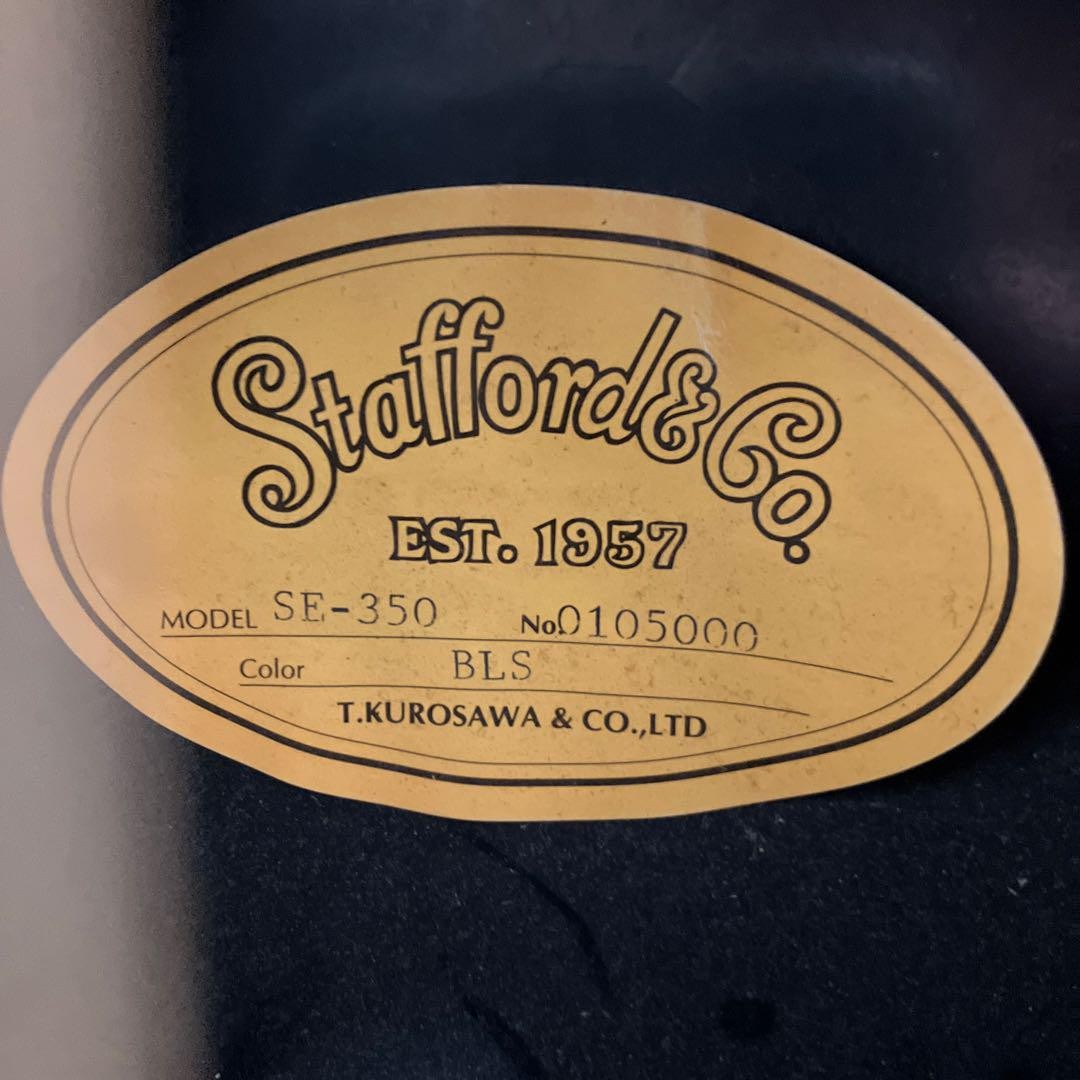 Stafford & Co.
EST. 1957
MODEL SE-350 No. 0105000
Color BLS
T.KUROSAWA & CO.,LTD